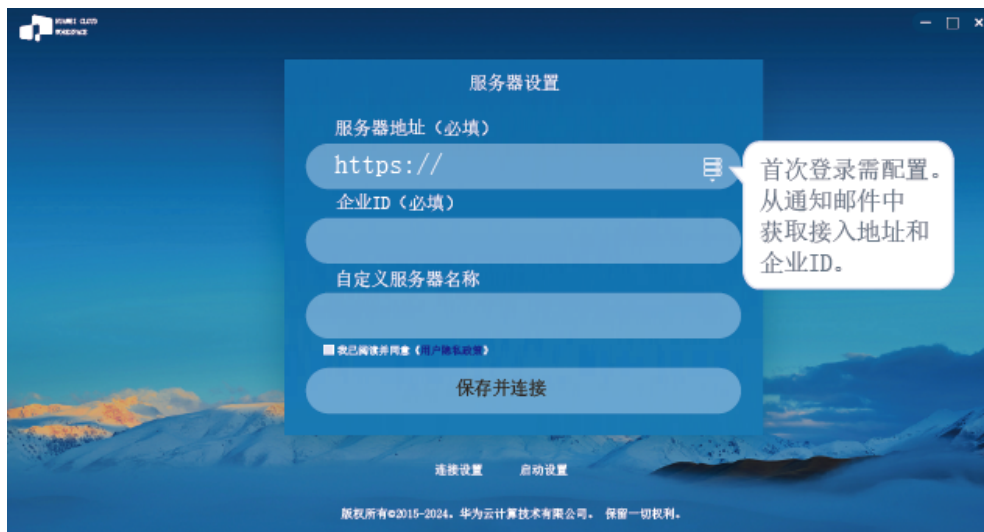 HUAWEI CLOUD
WORKSPACE
服务器设置
服务器地址（必填）
https://
首次登录需配置。
从通知邮件中
获取接入地址和
企业ID。
企业ID（必填）
自定义服务器名称
我已阅读并同意《用户隐私政策》
保存并连接
连接设置 启动设置
版权所有©2015-2024。华为云计算技术有限公司。 保留一切权利。